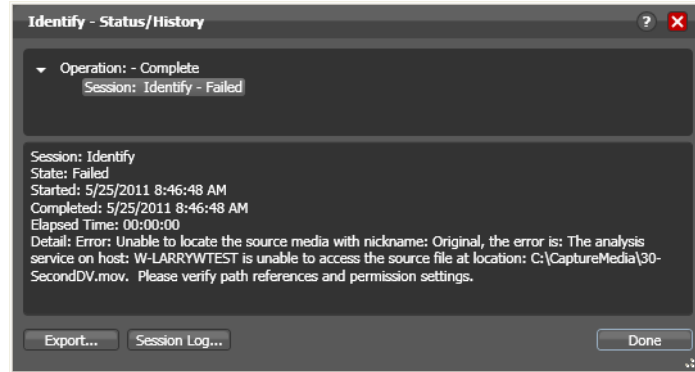 Identify - Status/History
?
Operation: - Complete
Session: Identify - Failed
Session: Identify
State: Failed
Started: 5/25/2011 8:46:48 AM
Completed: 5/25/2011 8:46:48 AM
Elapsed Time: 00:00:00
Detail: Error: Unable to locate the source media with nickname: Original, the error is: The analysis
service on host: W-LARRYWTEST is unable to access the source file at location: C:\CaptureMedia\30-
SecondDV.mov.  Please verify path references and permission settings.
Export... Session Log... Done